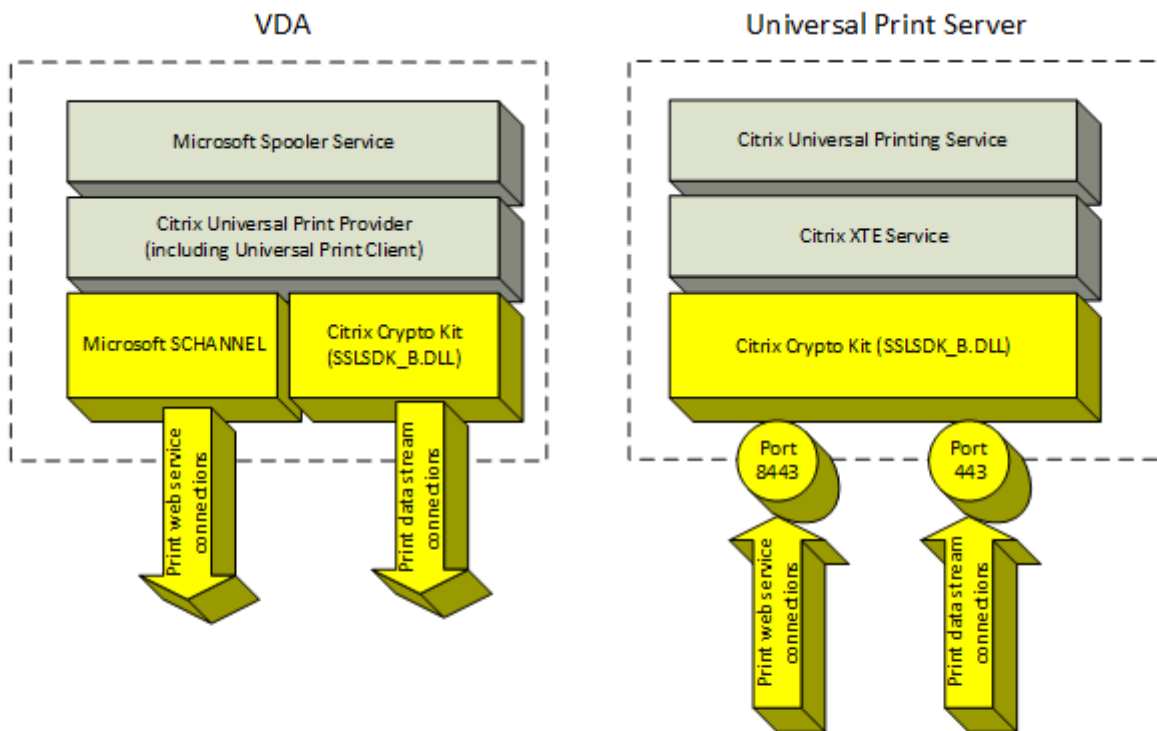 VDA
Microsoft Spooler Service
Citrix Universal Print Provider
(including Universal Print Client)
Microsoft SCHANNEL
Citrix Crypto Kit
(SSLSDK_B.DLL)
Print web service
connections
Print data stream
connections
Universal Print Server
Citrix Universal Printing Service
Citrix XTE Service
Citrix Crypto Kit (SSLSDK_B.DLL)
Port
8443
Port
443
Print web service
connections
Print data stream
connections